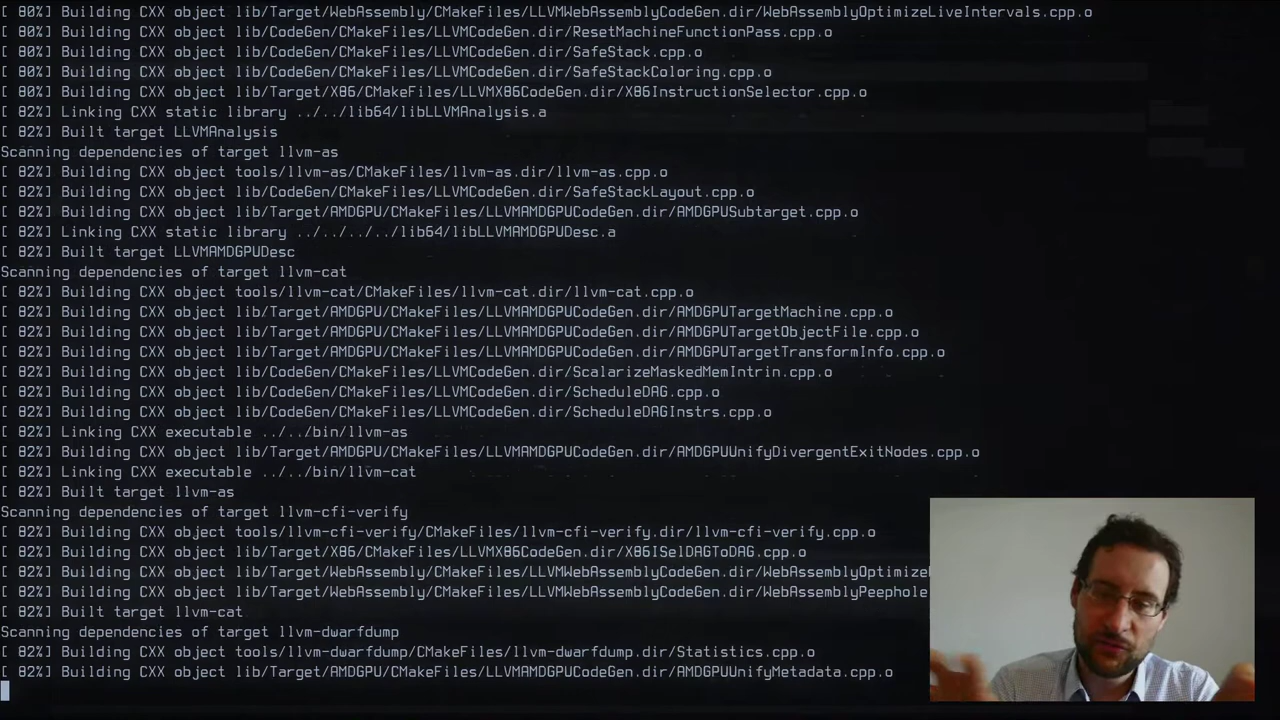 [ 80%] Building CXX object lib/Target/WebAssembly/CMakeFiles/LLVMWebAssemblyCodeGen.dir/WebAssemblyOptimizeLiveIntervals.cpp.o
[ 80%] Building CXX object lib/CodeGen/CMakeFiles/LLVMCodeGen.dir/ResetMachineFunctionPass.cpp.o
[ 80%] Building CXX object lib/CodeGen/CMakeFiles/LLVMCodeGen.dir/SafeStack.cpp.o
[ 80%] Building CXX object lib/CodeGen/CMakeFiles/LLVMCodeGen.dir/SafeStackColoring.cpp.o
[ 80%] Building CXX object lib/Target/X86/CMakeFiles/LLVMX86CodeGen.dir/X86InstructionSelector.cpp.o
[ 82%] Linking CXX static library ../../lib64/libLLVMAnalysis.a
[ 82%] Built target LLVMAnalysis
Scanning dependencies of target llvm-as
[ 82%] Building CXX object tools/llvm-as/CMakeFiles/llvm-as.dir/llvm-as.cpp.o
[ 82%] Building CXX object lib/CodeGen/CMakeFiles/LLVMCodeGen.dir/SafeStackLayout.cpp.o
[ 82%] Building CXX object lib/Target/AMDGPU/CMakeFiles/LLVMAMDGPUCodeGen.dir/AMDGPUSubtarget.cpp.o
[ 82%] Linking CXX static library ../../../../lib64/libLLVMAMDGPUDesc.a
[ 82%] Built target LLVMAMDGPUDesc
Scanning dependencies of target llvm-cat
[ 82%] Building CXX object tools/llvm-cat/CMakeFiles/llvm-cat.dir/llvm-cat.cpp.o
[ 82%] Building CXX object lib/Target/AMDGPU/CMakeFiles/LLVMAMDGPUCodeGen.dir/AMDGPUTargetMachine.cpp.o
[ 82%] Building CXX object lib/Target/AMDGPU/CMakeFiles/LLVMAMDGPUCodeGen.dir/AMDGPUTargetObjectFile.cpp.o
[ 82%] Building CXX object lib/Target/AMDGPU/CMakeFiles/LLVMAMDGPUCodeGen.dir/AMDGPUTargetTransformInfo.cpp.o
[ 82%] Building CXX object lib/CodeGen/CMakeFiles/LLVMCodeGen.dir/ScalarizeMaskedMemIntrin.cpp.o
[ 82%] Building CXX object lib/CodeGen/CMakeFiles/LLVMCodeGen.dir/ScheduleDAG.cpp.o
[ 82%] Building CXX object lib/CodeGen/CMakeFiles/LLVMCodeGen.dir/ScheduleDAGInstrs.cpp.o
[ 82%] Linking CXX executable ../../bin/llvm-as
[ 82%] Building CXX object lib/Target/AMDGPU/CMakeFiles/LLVMAMDGPUCodeGen.dir/AMDGPUUnifyDivergentExitNodes.cpp.o
[ 82%] Linking CXX executable ../../bin/llvm-cat
[ 82%] Built target llvm-as
Scanning dependencies of target llvm-cfi-verify
[ 82%] Building CXX object tools/llvm-cfi-verify/CMakeFiles/llvm-cfi-verify.dir/llvm-cfi-verify.cpp.o
[ 82%] Building CXX object lib/Target/X86/CMakeFiles/LLVMX86CodeGen.dir/X86ISelDAGToDAG.cpp.o
[ 82%] Building CXX object lib/Target/WebAssembly/CMakeFiles/LLVMWebAssemblyCodeGen.dir/WebAssemblyOptimize
[ 82%] Building CXX object lib/Target/WebAssembly/CMakeFiles/LLVMWebAssemblyCodeGen.dir/WebAssemblyPeephole
[ 82%] Built target llvm-cat
Scanning dependencies of target llvm-dwarfdump
[ 82%] Building CXX object tools/llvm-dwarfdump/CMakeFiles/llvm-dwarfdump.dir/Statistics.cpp.o
[ 82%] Building CXX object lib/Target/AMDGPU/CMakeFiles/LLVMAMDGPUCodeGen.dir/AMDGPUUnifyMetadata.cpp.o